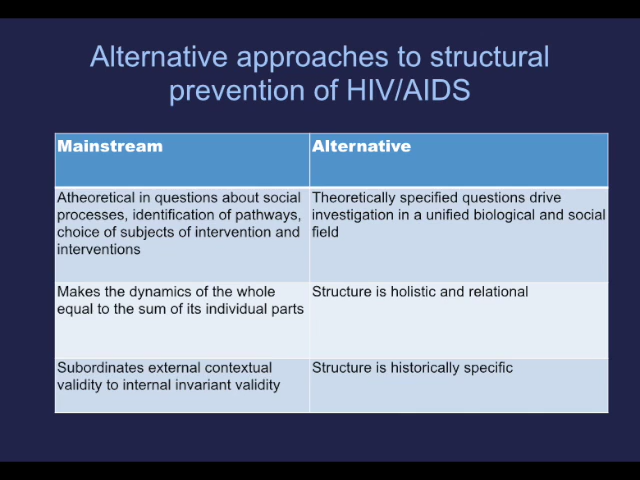 Alternative approaches to structural
prevention of HIV/AIDS
Mainstream
Alternative
Atheoretical in questions about social
processes, identification of pathways,
choice of subjects of intervention and
interventions
Theoretically specified questions drive
investigation in a unified biological and social
field
Makes the dynamics of the whole
equal to the sum of its individual parts
Structure is holistic and relational
Subordinates external contextual
validity to internal invariant validity
Structure is historically specific